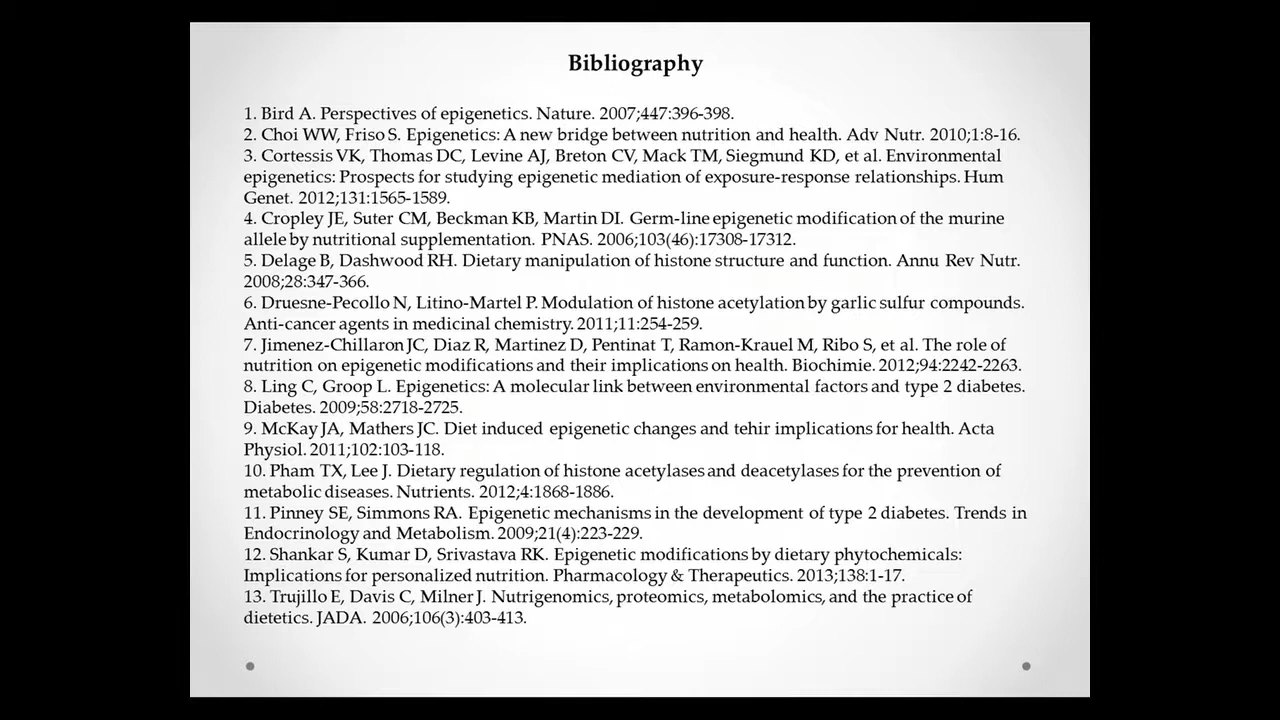 Bibliography
1. Bird A. Perspectives of epigenetics. Nature. 2007;447:396-398.
2. Choi WW, Friso S. Epigenetics: A new bridge between nutrition and health. Adv Nutr. 2010;1:8-16.
3. Cortessis VK, Thomas DC, Levine AJ, Breton CV, Mack TM, Siegmund KD, et al. Environmental
epigenetics: Prospects for studying epigenetic mediation of exposure-response relationships. Hum
Genet. 2012;131:1565-1589.
4. Cropley JE, Suter CM, Beckman KB, Martin DI. Germ-line epigenetic modification of the murine
allele by nutritional supplementation. PNAS. 2006;103(46):17308-17312.
5. Delage B, Dashwood RH. Dietary manipulation of histone structure and function. Annu Rev Nutr.
2008;28:347-366.
6. Druesne-Pecollo N, Litino-Martel P. Modulation of histone acetylation by garlic sulfur compounds.
Anti-cancer agents in medicinal chemistry. 2011;11:254-259.
7. Jimenez-Chillaron JC, Diaz R, Martinez D, Pentinat T, Ramon-Krauel M, Ribo S, et al. The role of
nutrition on epigenetic modifications and their implications on health. Biochimie. 2012;94:2242-2263.
8. Ling C, Groop L. Epigenetics: A molecular link between environmental factors and type 2 diabetes.
Diabetes. 2009;58:2718-2725.
9. McKay JA, Mathers JC. Diet induced epigenetic changes and tehir implications for health. Acta
Physiol. 2011;102:103-118.
10. Pham TX, Lee J. Dietary regulation of histone acetylases and deacetylases for the prevention of
metabolic diseases. Nutrients. 2012;4:1868-1886.
11. Pinney SE, Simmons RA. Epigenetic mechanisms in the development of type 2 diabetes. Trends in
Endocrinology and Metabolism. 2009;21(4):223-229.
12. Shankar S, Kumar D, Srivastava RK. Epigenetic modifications by dietary phytochemicals:
Implications for personalized nutrition. Pharmacology & Therapeutics. 2013;138:1-17.
13. Trujillo E, Davis C, Milner J. Nutrigenomics, proteomics, metabolomics, and the practice of
dietetics. JADA. 2006;106(3):403-413.